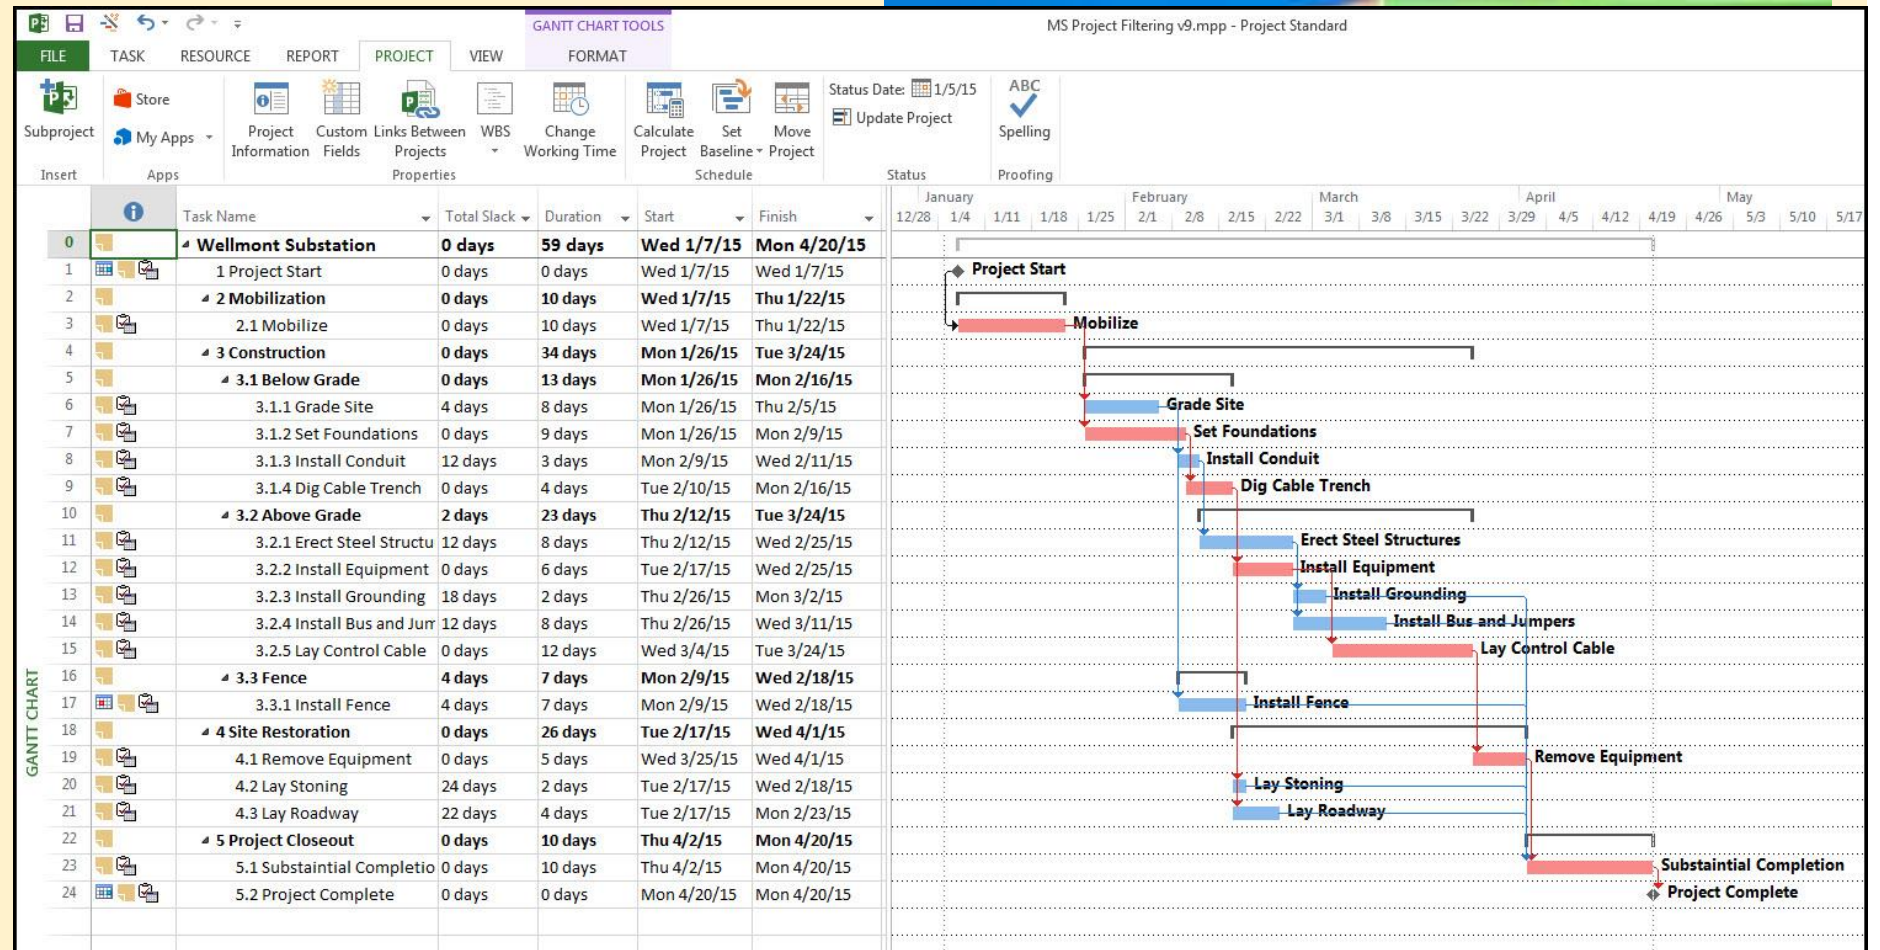 GANTT CHART TOOLS
MS Project Filtering v9.mpp - Project Standard
FILE TASK RESOURCE REPORT PROJECT VIEW FORMAT
Subproject
Store
My Apps
Project Information
Custom Fields
Links Between Projects
WBS
Change Working Time
Calculate Project
Set Baseline
Move Project
Status Date: 1/5/15
Update Project
ABC
Spelling
Insert Apps Properties Schedule Status Proofing
January February March April May
Task Name Total Slack Duration Start Finish 12/28 1/4 1/11 1/18 1/25 2/1 2/8 2/15 2/22 3/1 3/8 3/15 3/22 3/29 4/5 4/12 4/19 4/26 5/3 5/10 5/17
0 Wellmont Substation 0 days 59 days Wed 1/7/15 Mon 4/20/15
1 1 Project Start 0 days 0 days Wed 1/7/15 Wed 1/7/15 Project Start
2 2 Mobilization 0 days 10 days Wed 1/7/15 Thu 1/22/15
3 2.1 Mobilize 0 days 10 days Wed 1/7/15 Thu 1/22/15 Mobilize
4 3 Construction 0 days 34 days Mon 1/26/15 Tue 3/24/15
5 3.1 Below Grade 0 days 13 days Mon 1/26/15 Mon 2/16/15
6 3.1.1 Grade Site 4 days 8 days Mon 1/26/15 Thu 2/5/15 Grade Site
7 3.1.2 Set Foundations 0 days 9 days Mon 1/26/15 Mon 2/9/15 Set Foundations
8 3.1.3 Install Conduit 12 days 3 days Mon 2/9/15 Wed 2/11/15 Install Conduit
9 3.1.4 Dig Cable Trench 0 days 4 days Tue 2/10/15 Mon 2/16/15 Dig Cable Trench
10 3.2 Above Grade 2 days 23 days Thu 2/12/15 Tue 3/24/15
11 3.2.1 Erect Steel Structu 12 days 8 days Thu 2/12/15 Wed 2/25/15 Erect Steel Structures
12 3.2.2 Install Equipment 0 days 6 days Tue 2/17/15 Wed 2/25/15 Install Equipment
13 3.2.3 Install Grounding 18 days 2 days Thu 2/26/15 Mon 3/2/15 Install Grounding
14 3.2.4 Install Bus and Jum 12 days 8 days Thu 2/26/15 Wed 3/11/15 Install Bus and Jumpers
15 3.2.5 Lay Control Cable 0 days 12 days Wed 3/4/15 Tue 3/24/15 Lay Control Cable
16 3.3 Fence 4 days 7 days Mon 2/9/15 Wed 2/18/15
17 3.3.1 Install Fence 4 days 7 days Mon 2/9/15 Wed 2/18/15 Install Fence
18 4 Site Restoration 0 days 26 days Tue 2/17/15 Wed 4/1/15
19 4.1 Remove Equipment 0 days 5 days Wed 3/25/15 Wed 4/1/15 Remove Equipment
20 4.2 Lay Stoning 24 days 2 days Tue 2/17/15 Wed 2/18/15 Lay Stoning
21 4.3 Lay Roadway 22 days 4 days Tue 2/17/15 Mon 2/23/15 Lay Roadway
22 5 Project Closeout 0 days 10 days Thu 4/2/15 Mon 4/20/15
23 5.1 Substaintial Completio 0 days 10 days Thu 4/2/15 Mon 4/20/15 Substaintial Completion
24 5.2 Project Complete 0 days 0 days Mon 4/20/15 Mon 4/20/15 Project Complete
GANTT CHART